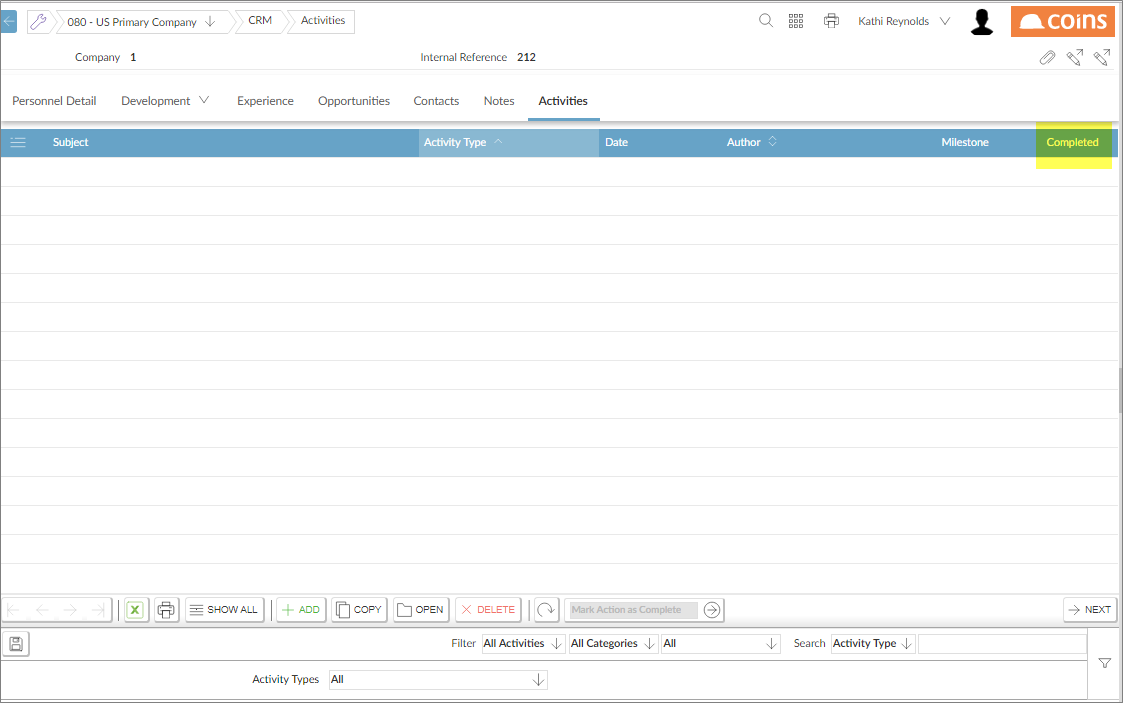 080 - US Primary Company CRM Activities Kathi Reynolds coins
Company 1 Internal Reference 212
Personnel Detail Development Experience Opportunities Contacts Notes Activities
Subject Activity Type Date Author Milestone Completed
X SHOW ALL ADD COPY OPEN DELETE Mark Action as Complete NEXT
Filter All Activities All Categories All Search Activity Type
Activity Types All